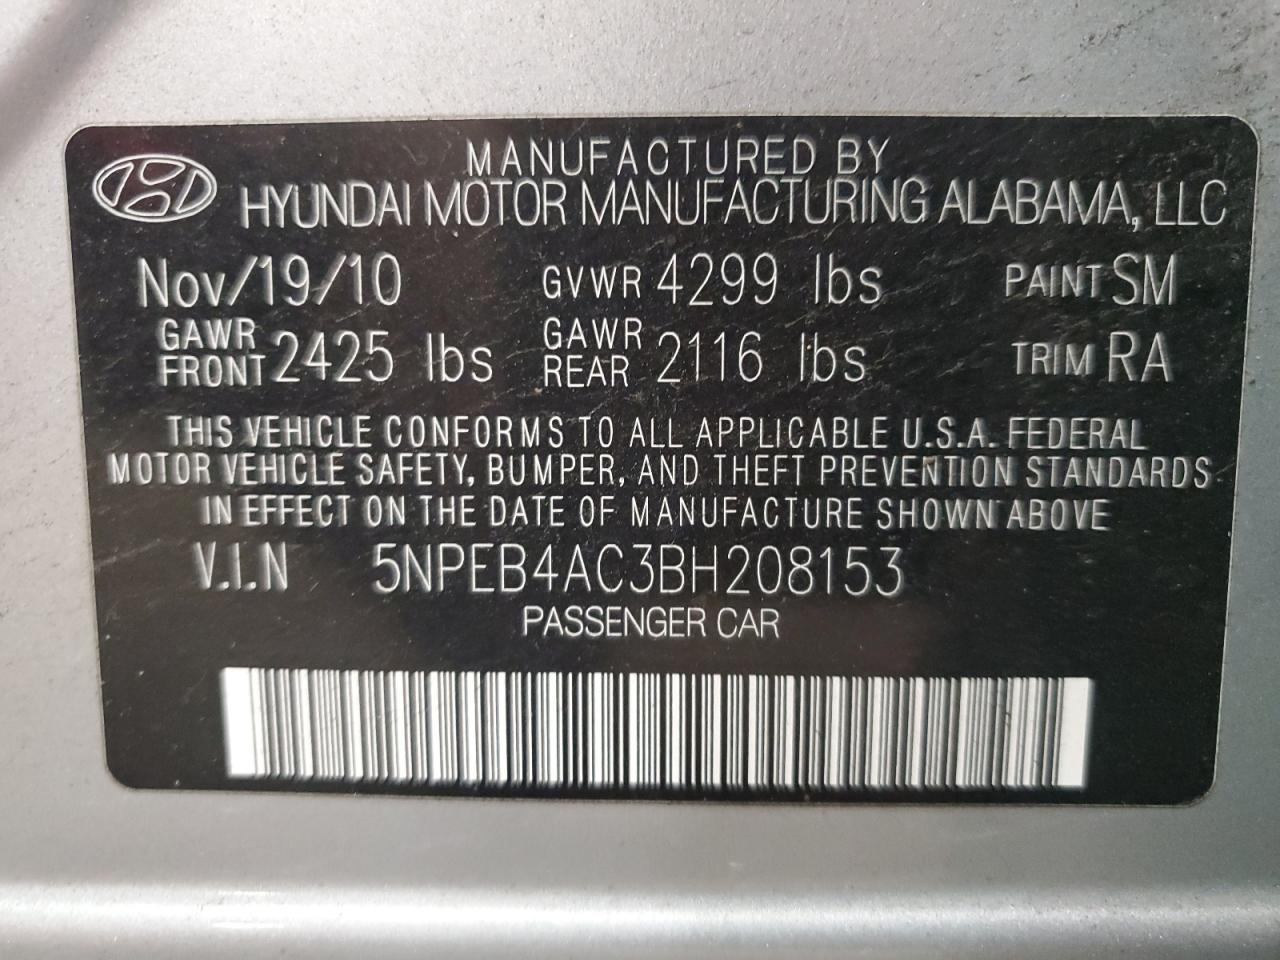 MANUFACTURED BY
HYUNDAI MOTOR MANUFACTURING ALABAMA, LLC
Nov/19/10 GVWR 4299 lbs PAINT SM
GAWR FRONT 2425 lbs GAWR REAR 2116 lbs TRIM RA
THIS VEHICLE CONFORMS TO ALL APPLICABLE U.S.A. FEDERAL
MOTOR VEHICLE SAFETY, BUMPER, AND THEFT PREVENTION STANDARDS
IN EFFECT ON THE DATE OF MANUFACTURE SHOWN ABOVE
V.I.N 5NPEB4AC3BH208153
PASSENGER CAR